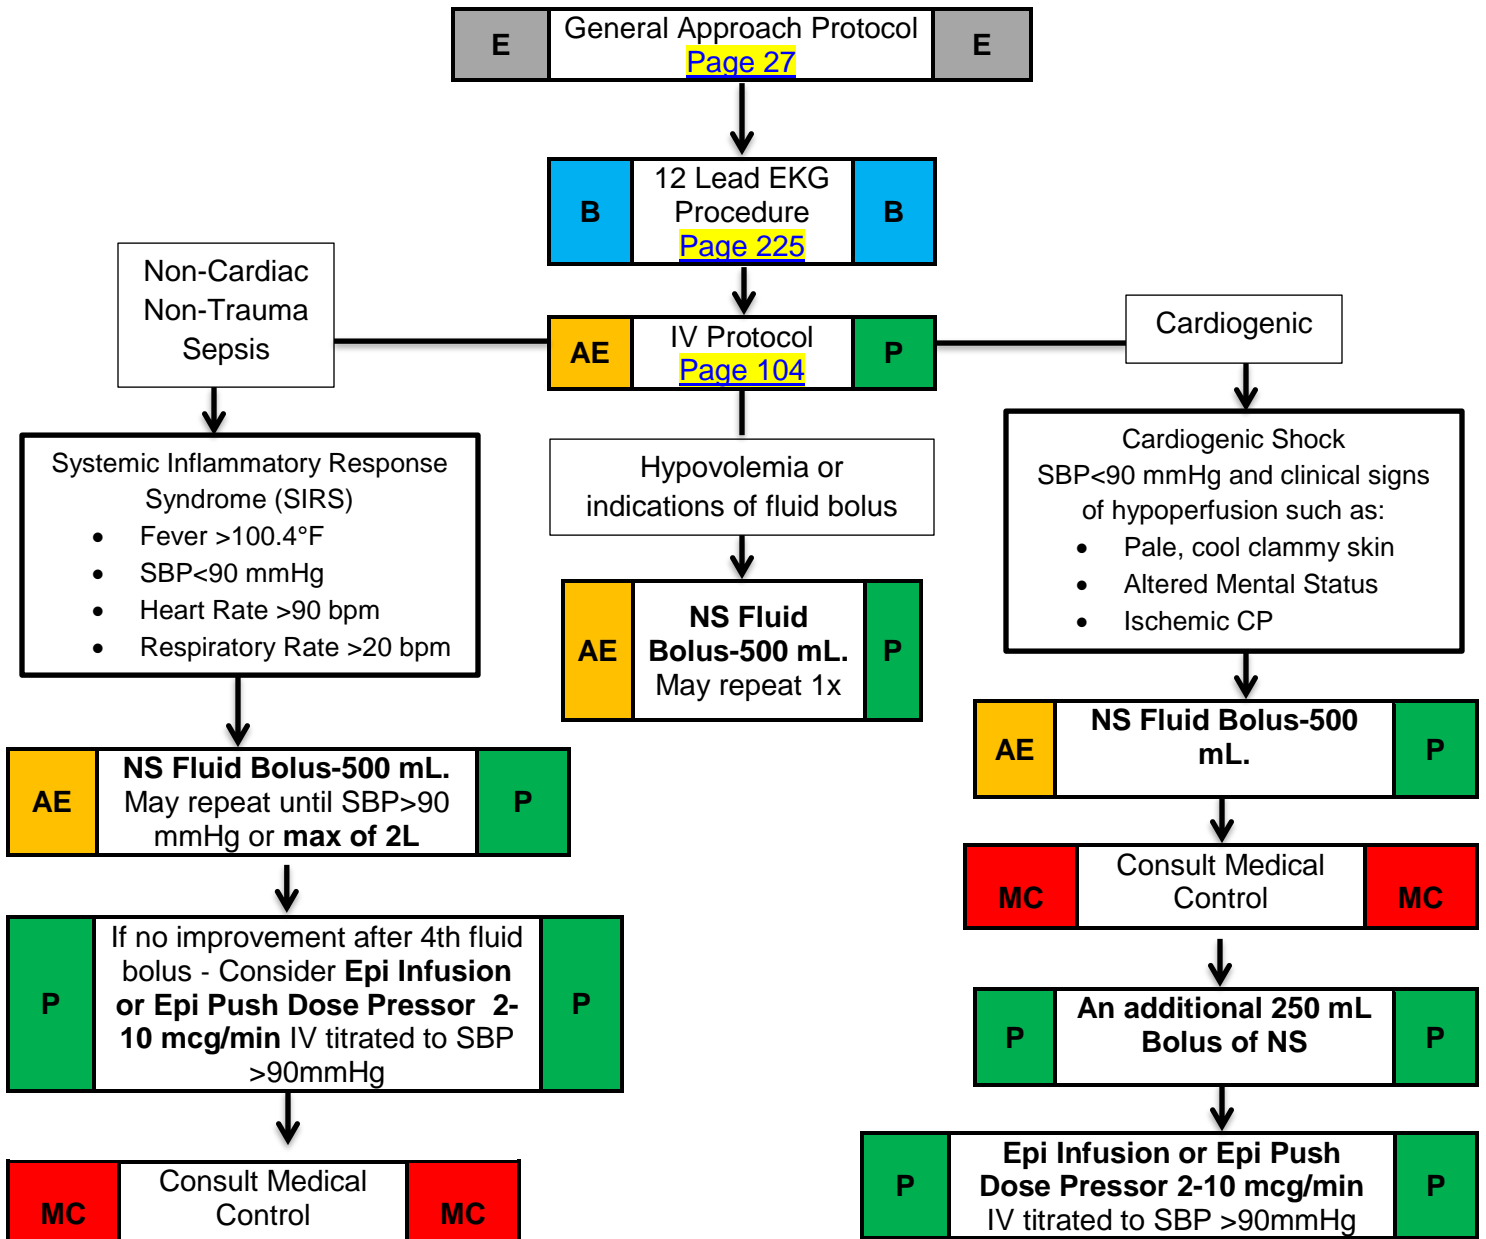 E
General Approach Protocol
Page 27
E
B
12 Lead EKG
Procedure
Page 225
B
AE
IV Protocol
Page 104
P
Non-Cardiac
Non-Trauma
Sepsis
Systemic Inflammatory Response
Syndrome (SIRS)
• Fever >100.4°F
• SBP<90 mmHg
• Heart Rate >90 bpm
• Respiratory Rate >20 bpm
AE
NS Fluid Bolus-500 mL.
May repeat until SBP>90
mmHg or max of 2L
P
P
If no improvement after 4th fluid
bolus - Consider Epi Infusion
or Epi Push Dose Pressor 2-
10 mcg/min IV titrated to SBP
>90mmHg
P
MC
Consult Medical
Control
MC
Hypovolemia or
indications of fluid bolus
AE
NS Fluid
Bolus-500 mL.
May repeat 1x
P
Cardiogenic
Cardiogenic Shock
SBP<90 mmHg and clinical signs
of hypoperfusion such as:
• Pale, cool clammy skin
• Altered Mental Status
• Ischemic CP
AE
NS Fluid Bolus-500
mL.
P
MC
Consult Medical
Control
MC
P
An additional 250 mL
Bolus of NS
P
P
Epi Infusion or Epi Push
Dose Pressor 2-10 mcg/min
IV titrated to SBP >90mmHg
P